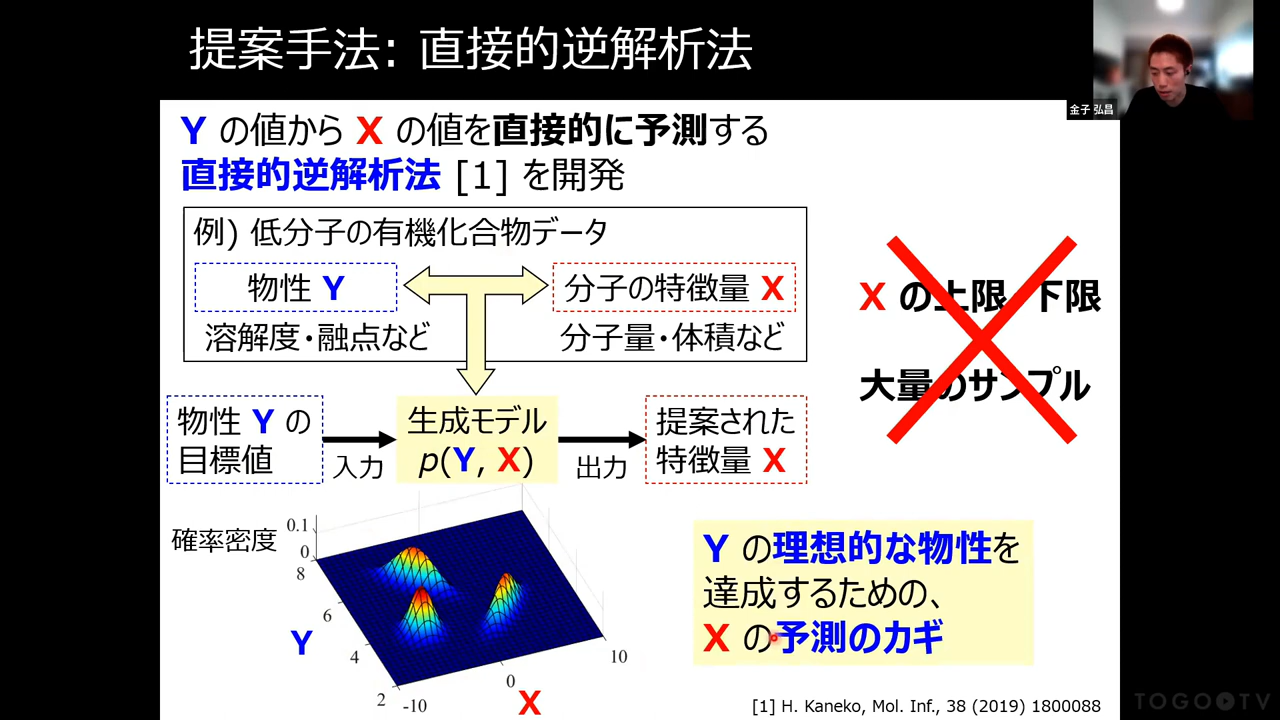 提案手法: 直接的逆解析法
金子 弘昌
Y の値から X の値を直接的に予測する
直接的逆解析法 [1] を開発
例) 低分子の有機化合物データ
物性 Y
分子の特徴量 X
溶解度・融点など
分子量・体積など
X の上限、下限
大量のサンプル
物性 Y の
目標値
入力
生成モデル
p(Y, X)
出力
提案された
特徴量 X
確率密度
0.1
0
8
6
4
2
Y
-10
0
10
X
Y の理想的な物性を
達成するための、
X の予測のカギ
[1] H. Kaneko, Mol. Inf., 38 (2019) 1800088
TOGO TV